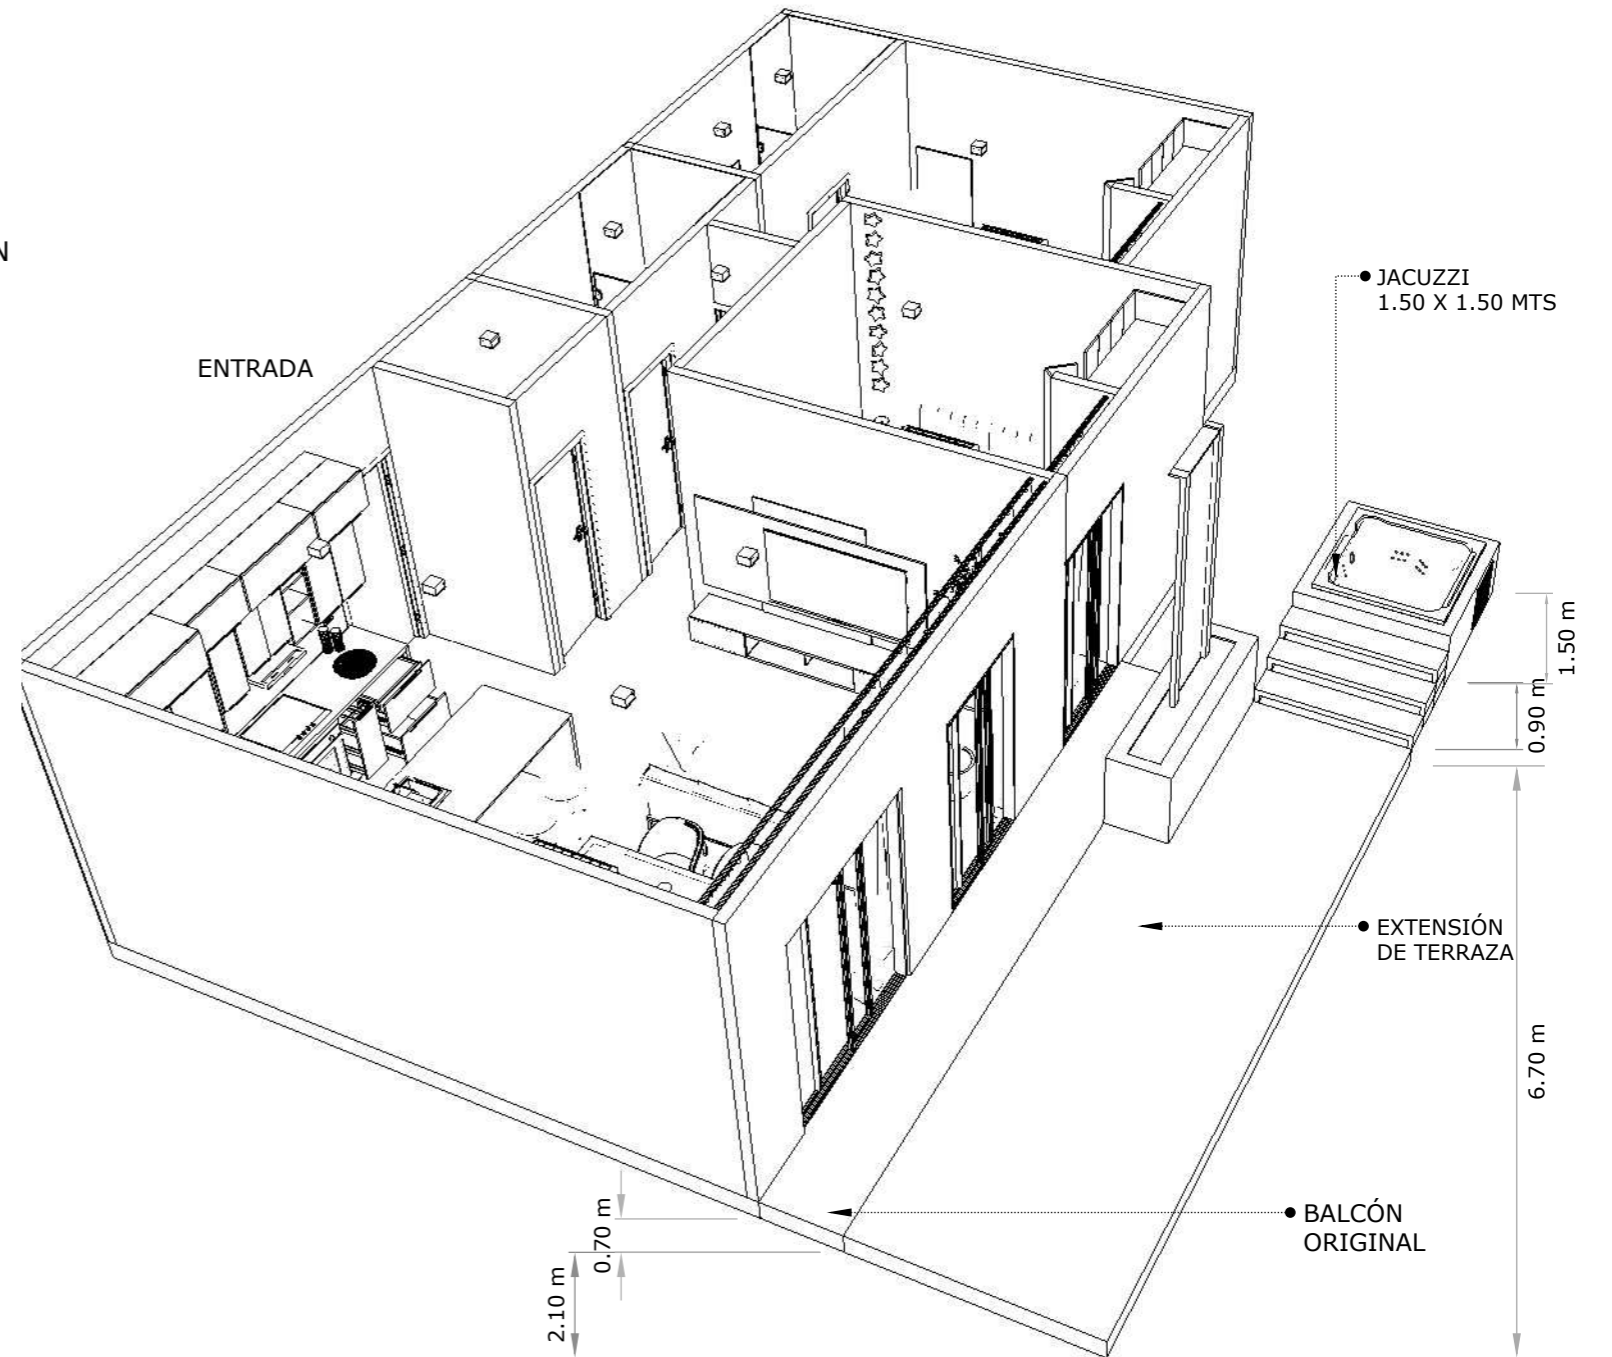 N
JACUZZI
1.50 X 1.50 MTS
ENTRADA
1.50 m
0.90 m
EXTENSIÓN
DE TERRAZA
6.70 m
BALCÓN
ORIGINAL
0.70 m
2.10 m